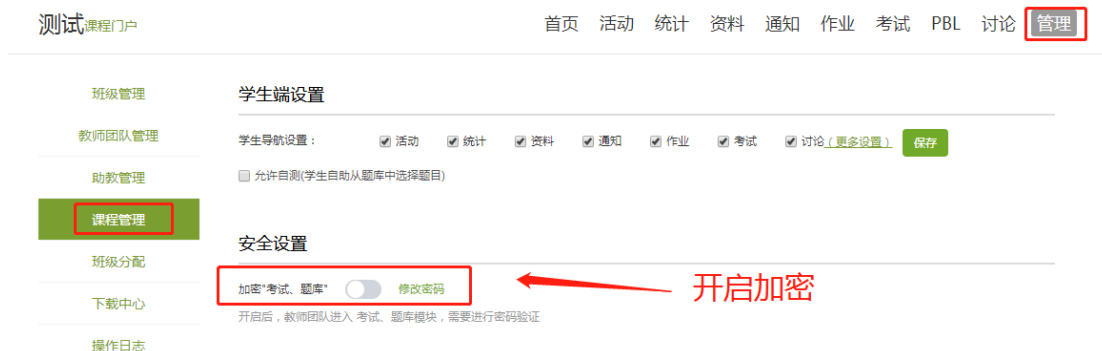 测试课程门户 首页 活动 统计 资料 通知 作业 考试 PBL 讨论 管理
班级管理
教师团队管理
助教管理
课程管理
班级分配
下载中心
操作日志
学生端设置
学生导航设置： 活动 统计 资料 通知 作业 考试 讨论(更多设置) 保存
允许自测(学生自助从题库中选择题目)
安全设置
加密"考试、题库" 修改密码
开启后，教师团队进入 考试、题库模块，需要进行密码验证
开启加密